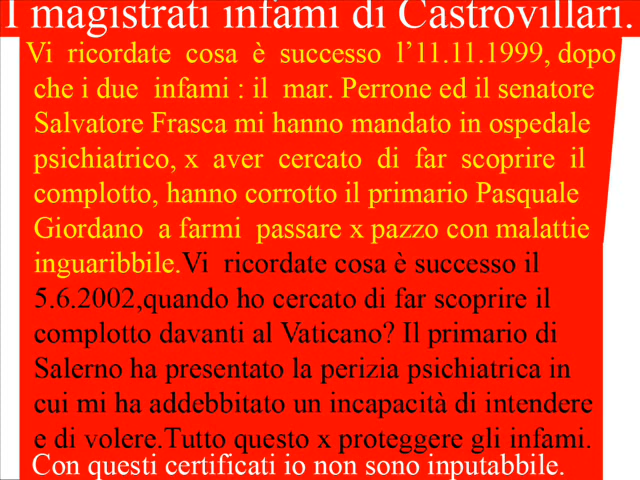 I magistrati infami di Castrovillari.
Vi ricordate cosa è successo l'11.11.1999, dopo
che i due infami : il mar. Perrone ed il senatore
Salvatore Frasca mi hanno mandato in ospedale
psichiatrico, x aver cercato di far scoprire il
complotto, hanno corrotto il primario Pasquale
Giordano a farmi passare x pazzo con malattie
inguaribbile.Vi ricordate cosa è successo il
5.6.2002,quando ho cercato di far scoprire il
complotto davanti al Vaticano? Il primario di
Salerno ha presentato la perizia psichiatrica in
cui mi ha addebbitato un incapacità di intendere
e di volere.Tutto questo x proteggere gli infami.
Con questi certificati io non sono inputabbile.